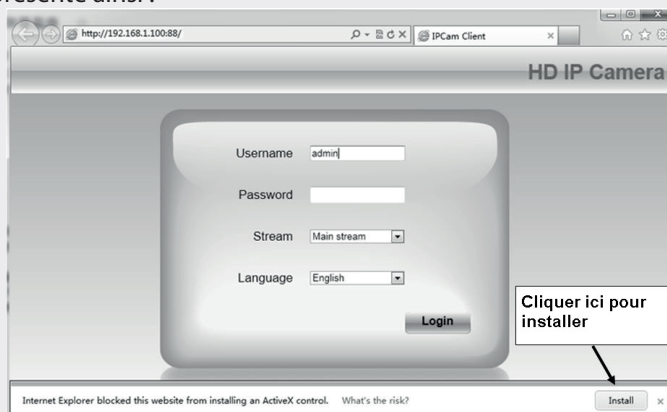 http://192.168.1.100:88/
IPCam Client
HD IP Camera
Username admin
Password
Stream Main stream
Language English
Login
Cliquer ici pour
installer
Internet Explorer blocked this website from installing an ActiveX control. What's the risk? Install